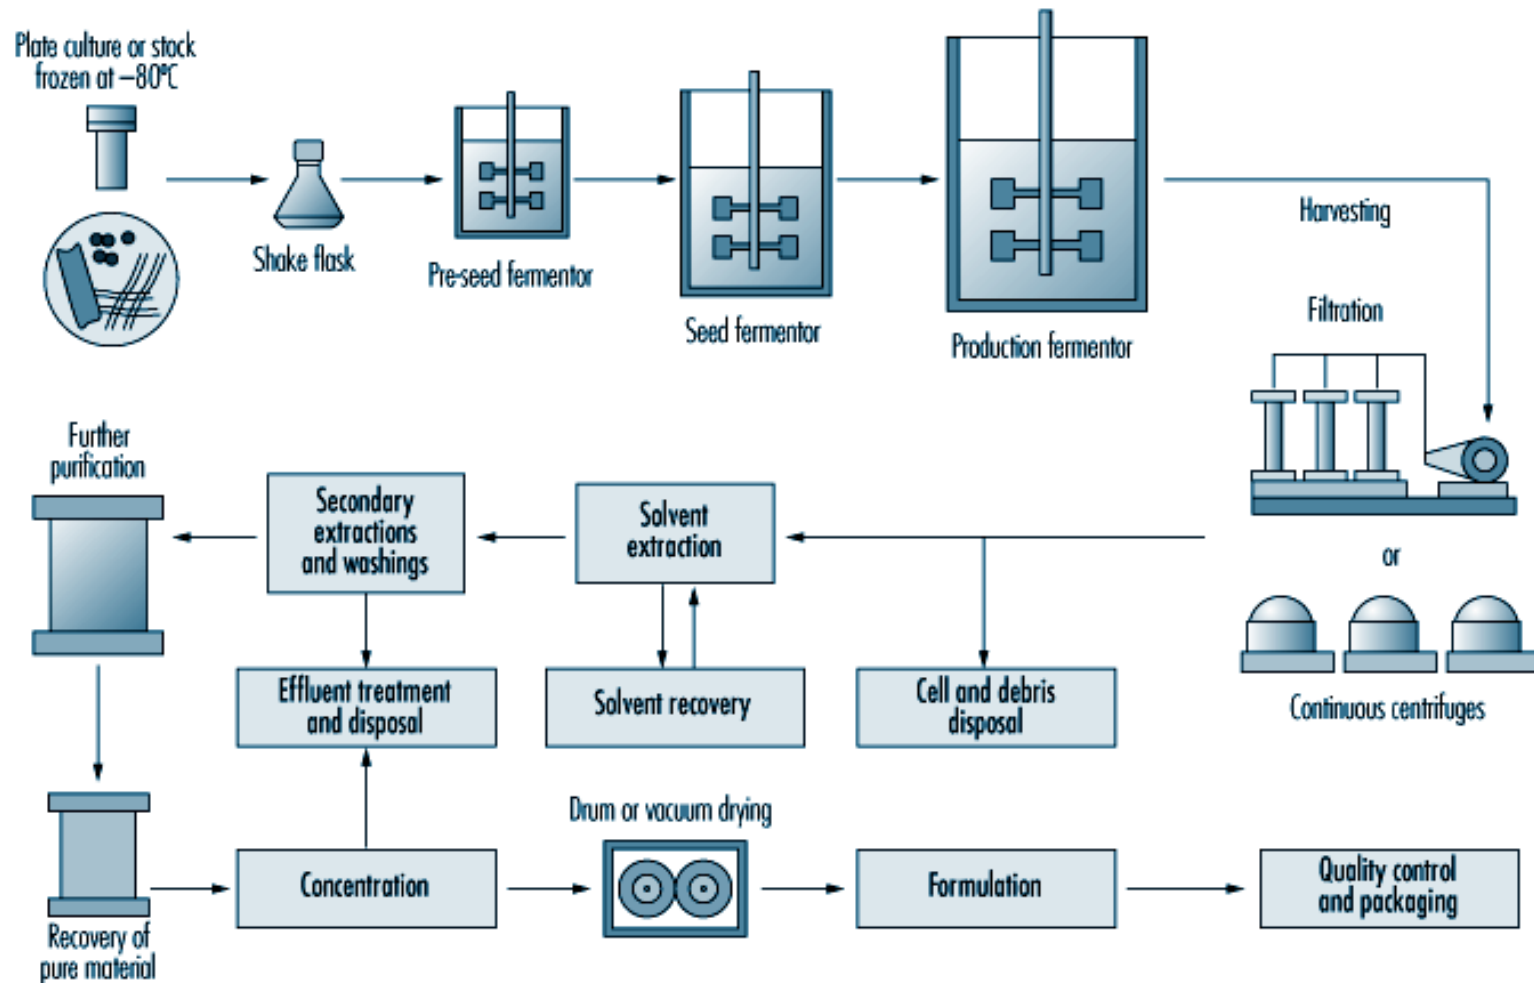 Plate culture or stock
frozen at –80°C
Shake flask
Pre-seed fermentor
Seed fermentor
Production fermentor
Harvesting
Filtration
or
Continuous centrifuges
Further
purification
Secondary
extractions
and washings
Solvent
extraction
Effluent treatment
and disposal
Solvent recovery
Cell and debris
disposal
Drum or vacuum drying
Recovery of
pure material
Concentration
Formulation
Quality control
and packaging